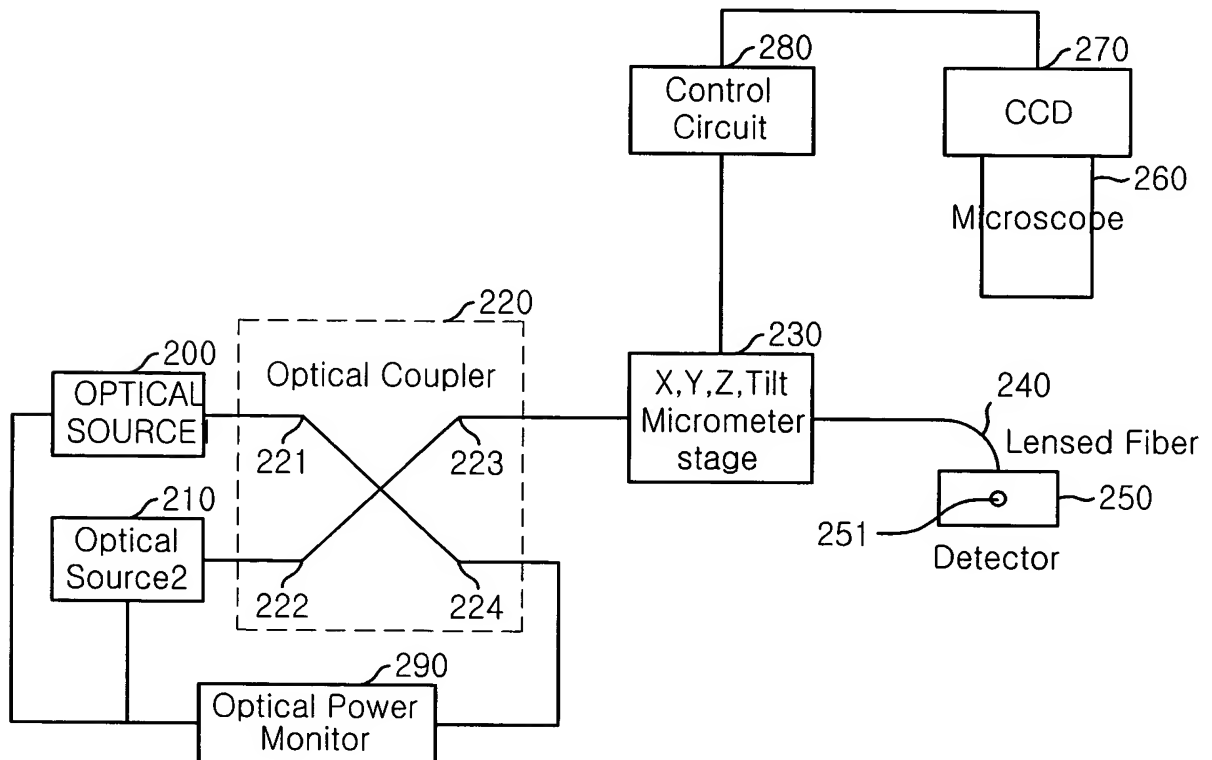 280
Control
Circuit
270
CCD
260
Microscope
220
200
OPTICAL
SOURCE
Optical Coupler
221
223
230
X,Y,Z,Tilt
Micrometer
stage
240
Lensed Fiber
250
251
Detector
210
Optical
Source2
222
224
290
Optical Power
Monitor